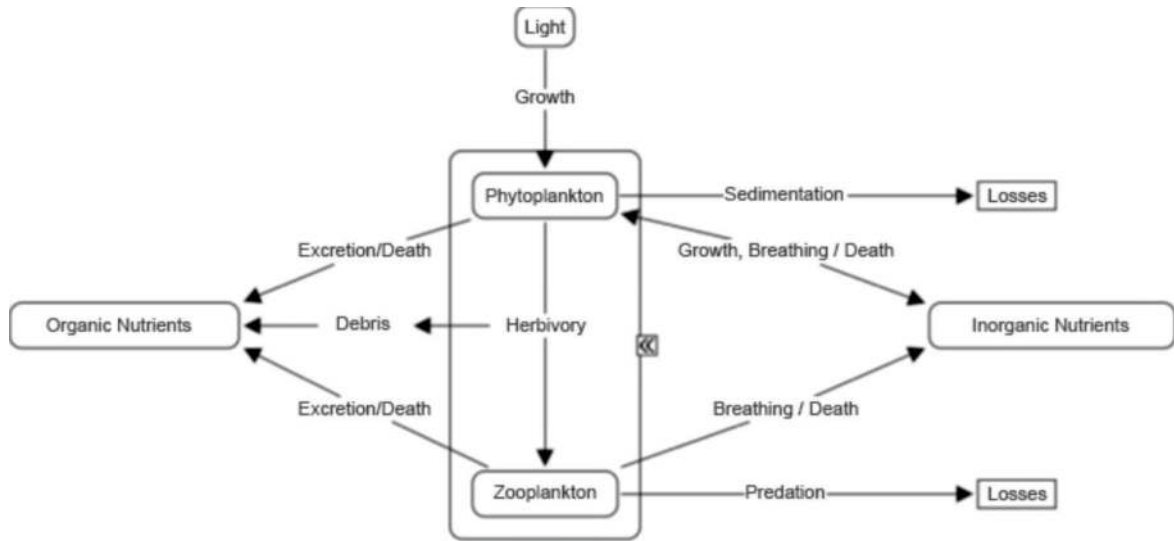 Light
Growth
Phytoplankton
Sedimentation
Losses
Excretion/Death
Growth, Breathing / Death
Organic Nutrients
Debris
Herbivory
Inorganic Nutrients
Excretion/Death
Breathing / Death
Zooplankton
Predation
Losses